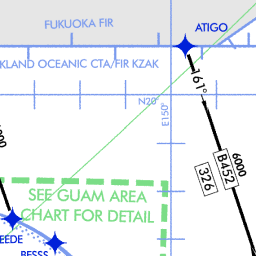 FUKUOKA FIR
ATIGO
KLAND OCEANIC CTA/FIR KZAK
161°
N20°
E150°
6000
B452
326
SEE GUAM AREA
CHART FOR DETAIL
EEDE
BESSS